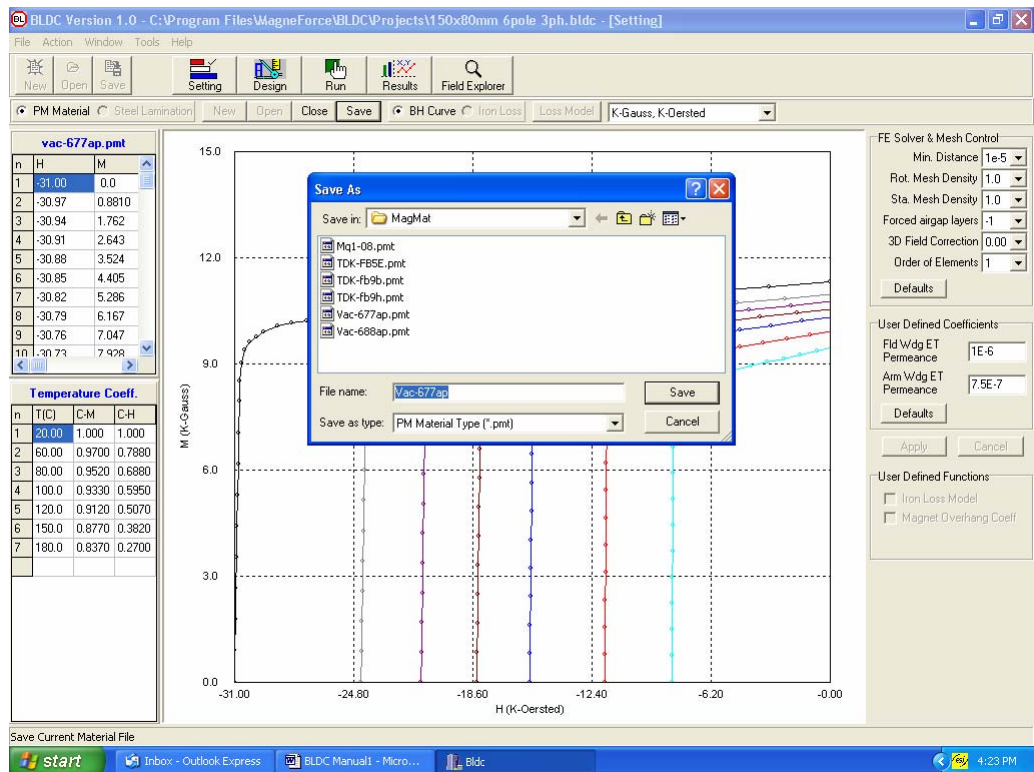 BLDC Version 1.0 - C:\Program Files\MagneForce\BLDC\Projects\150x80mm 6pole 3ph.bldc - [Setting]
File Action Window Tools Help
New Open Save Setting Design Run Results Field Explorer
PM Material Steel Lamination New Open Close Save BH Curve Iron Loss Loss Model K-Gauss, K-Oersted
vac-677ap.pmt
n H M
1 -31.00 0.0
2 -30.97 0.8810
3 -30.94 1.762
4 -30.91 2.643
5 -30.88 3.524
6 -30.85 4.405
7 -30.82 5.286
8 -30.79 6.167
9 -30.76 7.047
10 -30.73 7.928
Temperature Coeff.
n T(C) C-M C-H
1 20.00 1.000 1.000
2 60.00 0.9700 0.7880
3 80.00 0.9520 0.6880
4 100.0 0.9330 0.5950
5 120.0 0.9120 0.5070
6 150.0 0.8770 0.3820
7 180.0 0.8370 0.2700
15.0
12.0
9.0
6.0
3.0
0.0
M (K-Gauss)
-31.00 -24.80 -18.60 -12.40 -6.20 -0.00
H (K-Oersted)
Save As
Save in: MagMat
Mq1-08.pmt
TDK-FB5E.pmt
TDK-fb9b.pmt
TDK-fb9h.pmt
Vac-677ap.pmt
Vac-688ap.pmt
File name: Vac-677ap Save
Save as type: PM Material Type (*.pmt) Cancel
FE Solver & Mesh Control
Min. Distance 1e-5
Rot. Mesh Density 1.0
Sta. Mesh Density 1.0
Forced airgap layers -1
3D Field Correction 0.00
Order of Elements 1
Defaults
User Defined Coefficients
Fld Wdg ET Permeance 1E-6
Arm Wdg ET Permeance 7.5E-7
Defaults
Apply Cancel
User Defined Functions
Iron Loss Model
Magnet Overhang Coeff
Save Current Material File
start Inbox - Outlook Express BLDC Manual1 - Micro... Bldc 4:23 PM